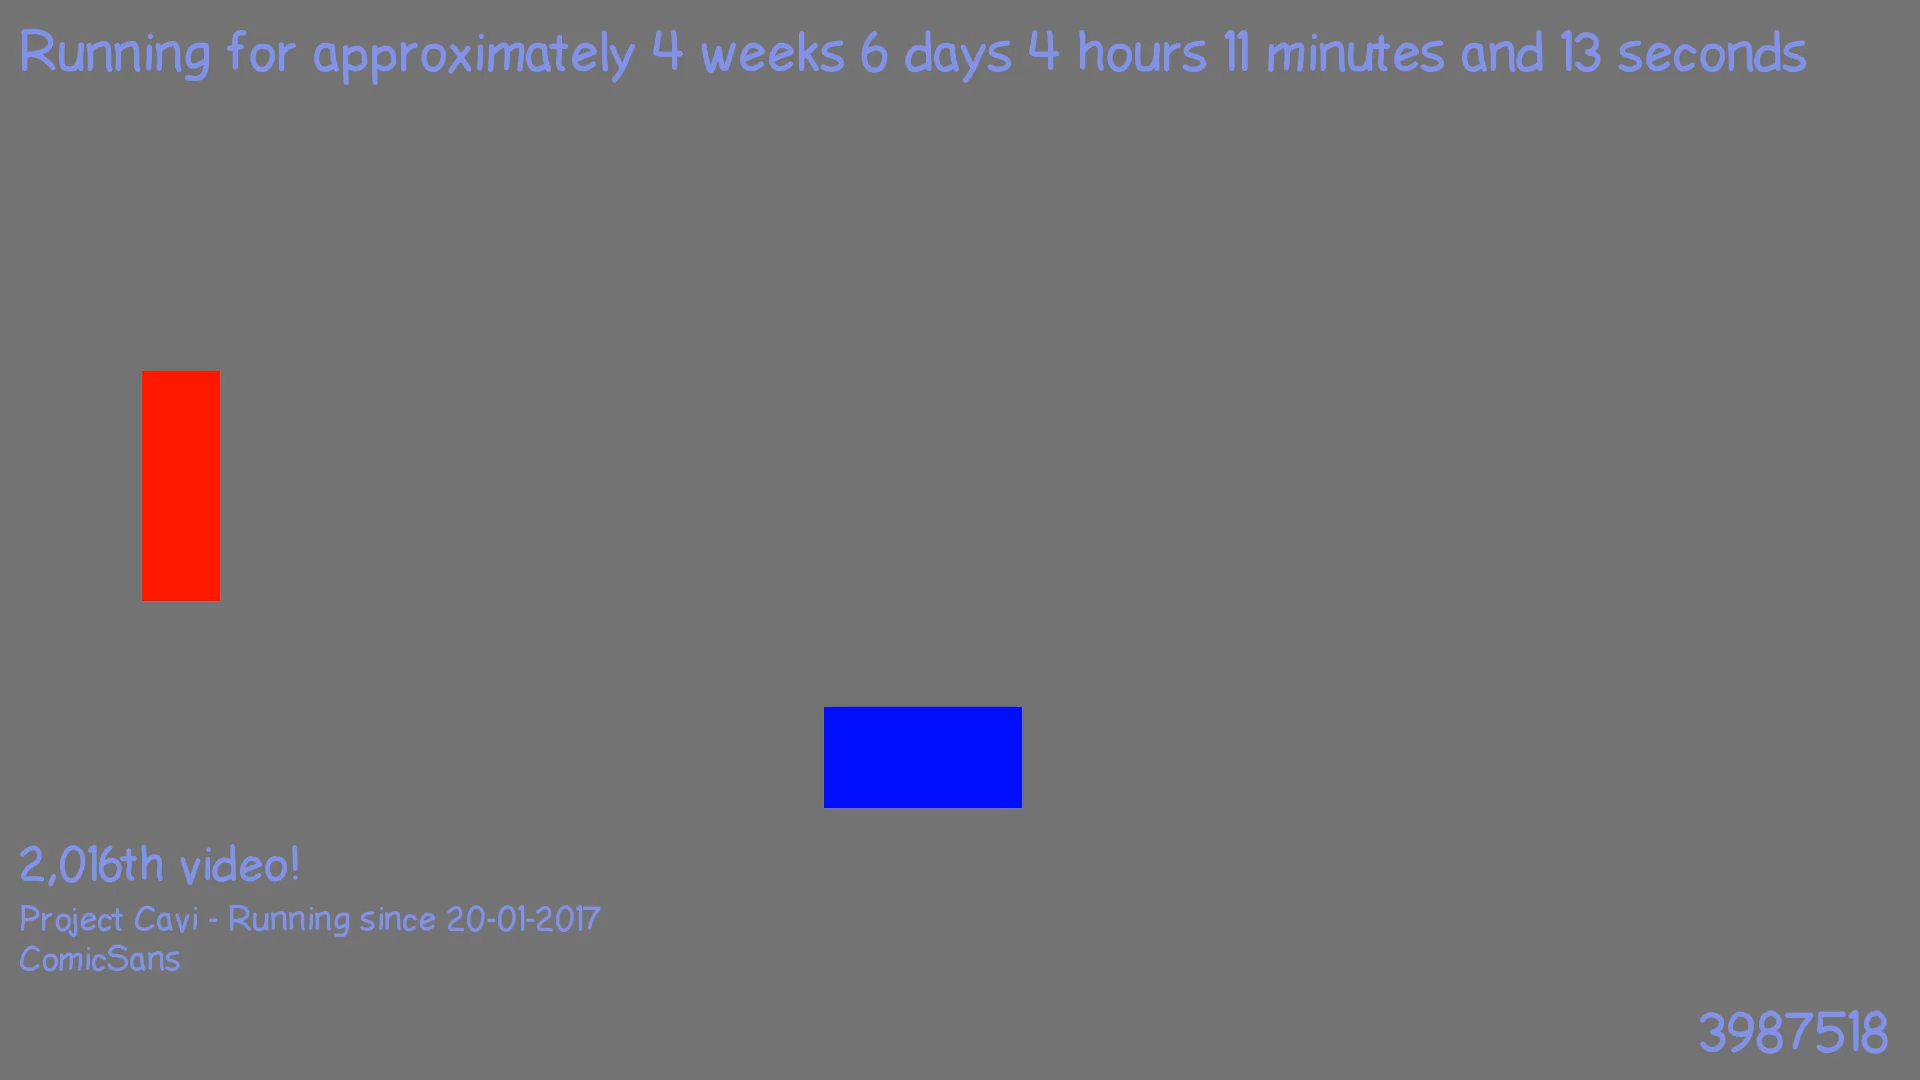 Running for approximately 4 weeks 6 days 4 hours 11 minutes and 13 seconds
2,016th video!
Project Cavi - Running since 20-01-2017
ComicSans
3987518